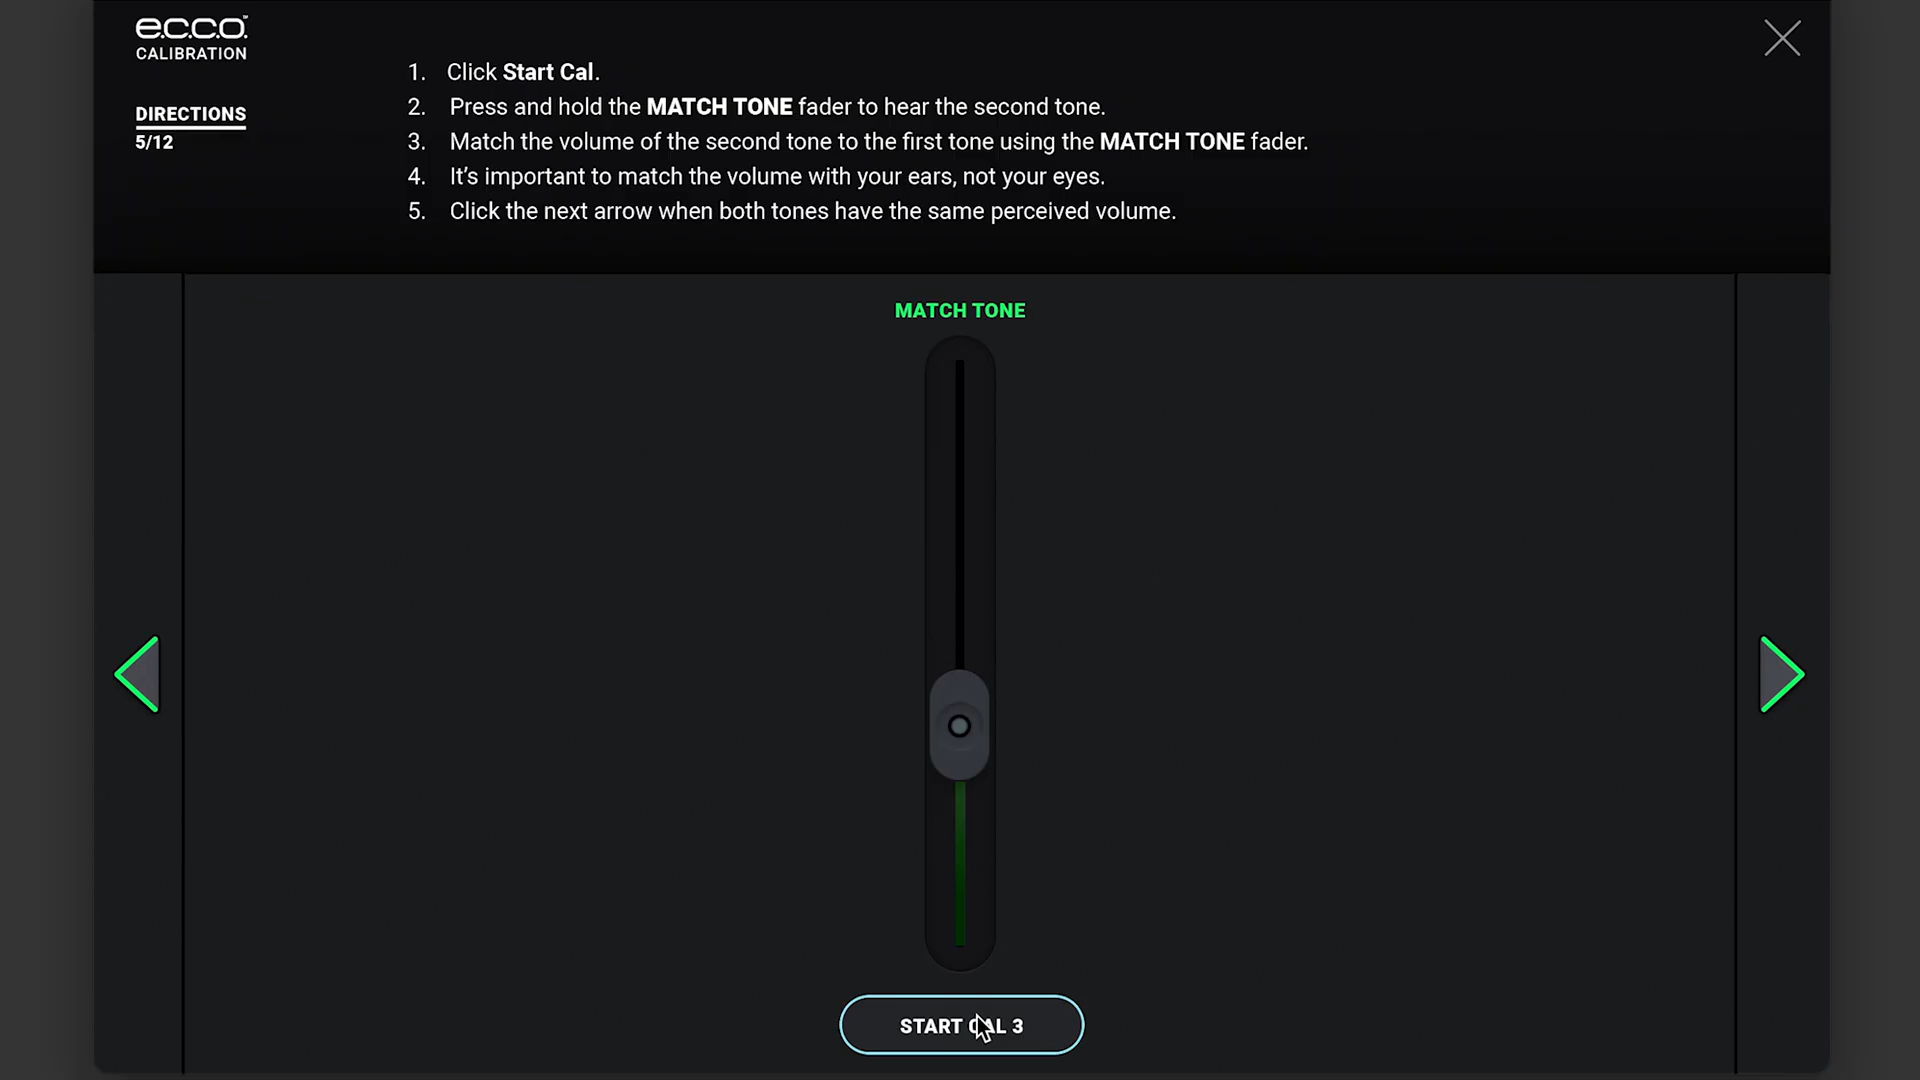 e.c.c.o.™
CALIBRATION
DIRECTIONS
5/12
1. Click Start Cal.
2. Press and hold the MATCH TONE fader to hear the second tone.
3. Match the volume of the second tone to the first tone using the MATCH TONE fader.
4. It’s important to match the volume with your ears, not your eyes.
5. Click the next arrow when both tones have the same perceived volume.
MATCH TONE
START CAL 3